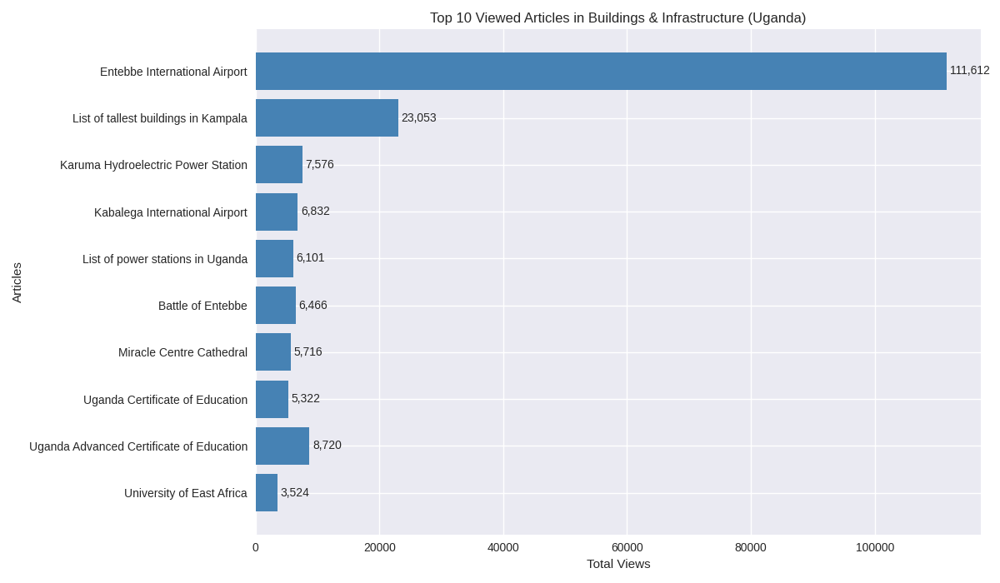 Top 10 Viewed Articles in Buildings & Infrastructure (Uganda)
Entebbe International Airport 111,612
List of tallest buildings in Kampala 23,053
Karuma Hydroelectric Power Station 7,576
Kabalega International Airport 6,832
List of power stations in Uganda 6,101
Battle of Entebbe 6,466
Miracle Centre Cathedral 5,716
Uganda Certificate of Education 5,322
Uganda Advanced Certificate of Education 8,720
University of East Africa 3,524
Articles
0 20000 40000 60000 80000 100000
Total Views